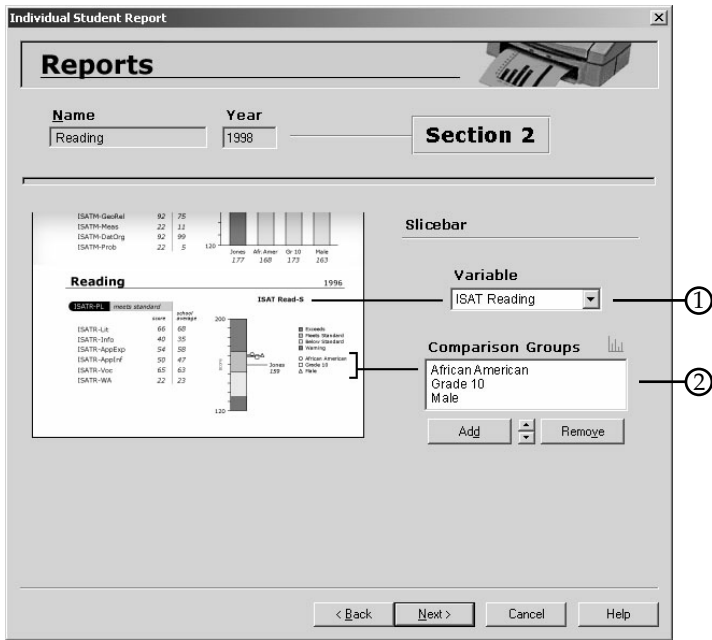 Individual Student Report
Reports
Name Year
Reading 1998 Section 2
ISATM-GeoRel 92 75
ISATM-Meas 22 11
ISATM-DatOrg 92 99
ISATM-Prob 22 5
120
Jones Afr.Amer Gr 10 Male
177 168 173 163
Reading 1996
ISAT Read-S
ISATR-PL meets standard
score school average
ISATR-Lit 66 68
ISATR-Info 40 35
ISATR-AppExp 54 58
ISATR-AppInf 50 47
ISATR-Voc 65 63
ISATR-WA 22 23
200
Jones
159
120
Exceeds
Meets Standard
Below Standard
Warning
African American
Grade 10
Male
Slicebar
Variable
ISAT Reading
1
Comparison Groups
African American
Grade 10
Male
2
Add Remove
< Back Next > Cancel Help